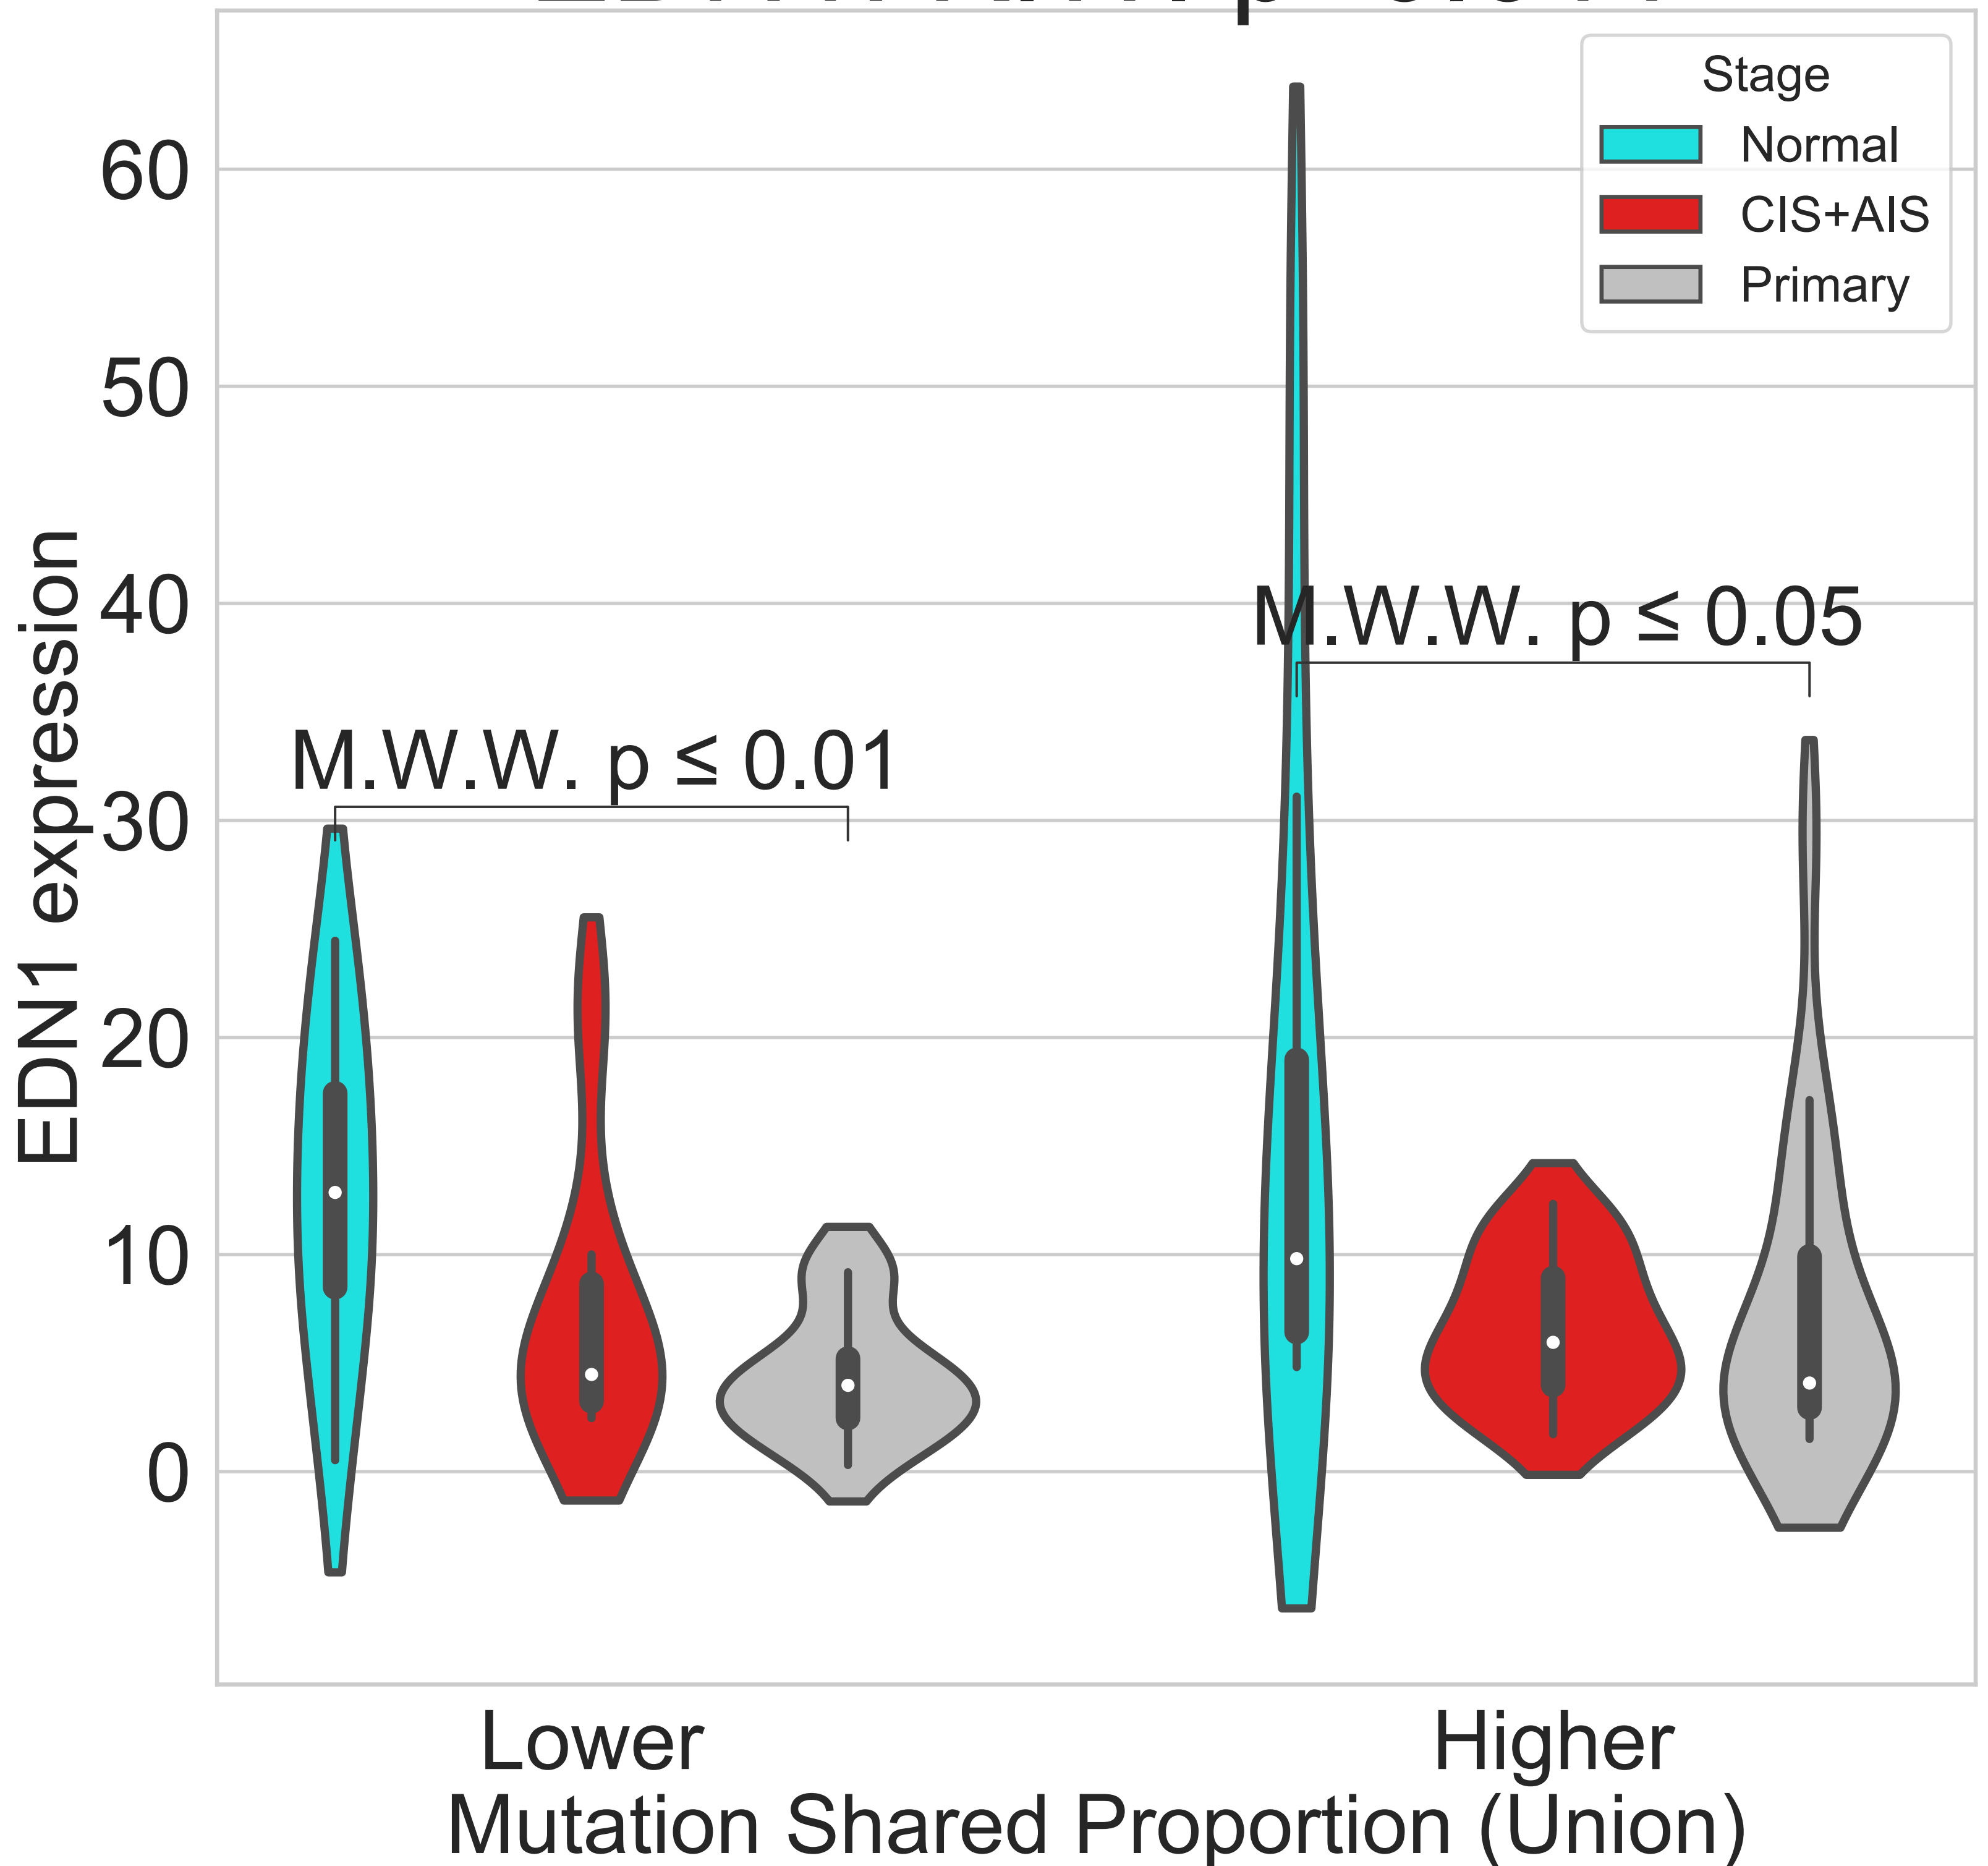 Stage
Normal
CIS+AIS
Primary
60
50
40
30
20
10
0
EDN1 expression
M.W.W. p ≤ 0.01
M.W.W. p ≤ 0.05
Lower
Higher
Mutation Shared Proportion (Union)